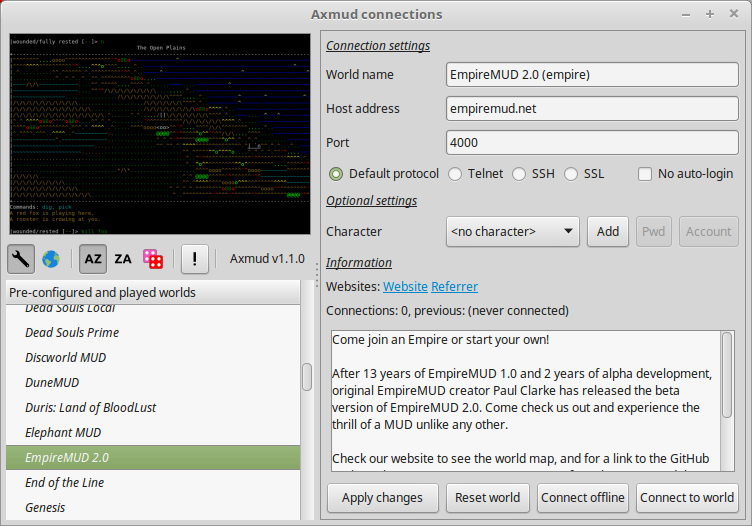 Axmud connections
[wounded/fully rested [--]>
The Open Plains
Commands: dig, pick
A red fox is playing here.
A rooster is crowing at you.
[wounded/rested [--]> kill fox
AZ
ZA
!
Axmud v1.1.0
Pre-configured and played worlds
Dead Souls Local
Dead Souls Prime
Discworld MUD
DuneMUD
Duris: Land of BloodLust
Elephant MUD
EmpireMUD 2.0
End of the Line
Genesis
Connection settings
World name
EmpireMUD 2.0 (empire)
Host address
empiremud.net
Port
4000
Default protocol Telnet SSH SSL No auto-login
Optional settings
Character <no character> Add Pwd Account
Information
Websites: Website Referrer
Connections: 0, previous: (never connected)
Come join an Empire or start your own!
After 13 years of EmpireMUD 1.0 and 2 years of alpha development,
original EmpireMUD creator Paul Clarke has released the beta
version of EmpireMUD 2.0. Come check us out and experience the
thrill of a MUD unlike any other.
Check our website to see the world map, and for a link to the GitHub
Apply changes Reset world Connect offline Connect to world